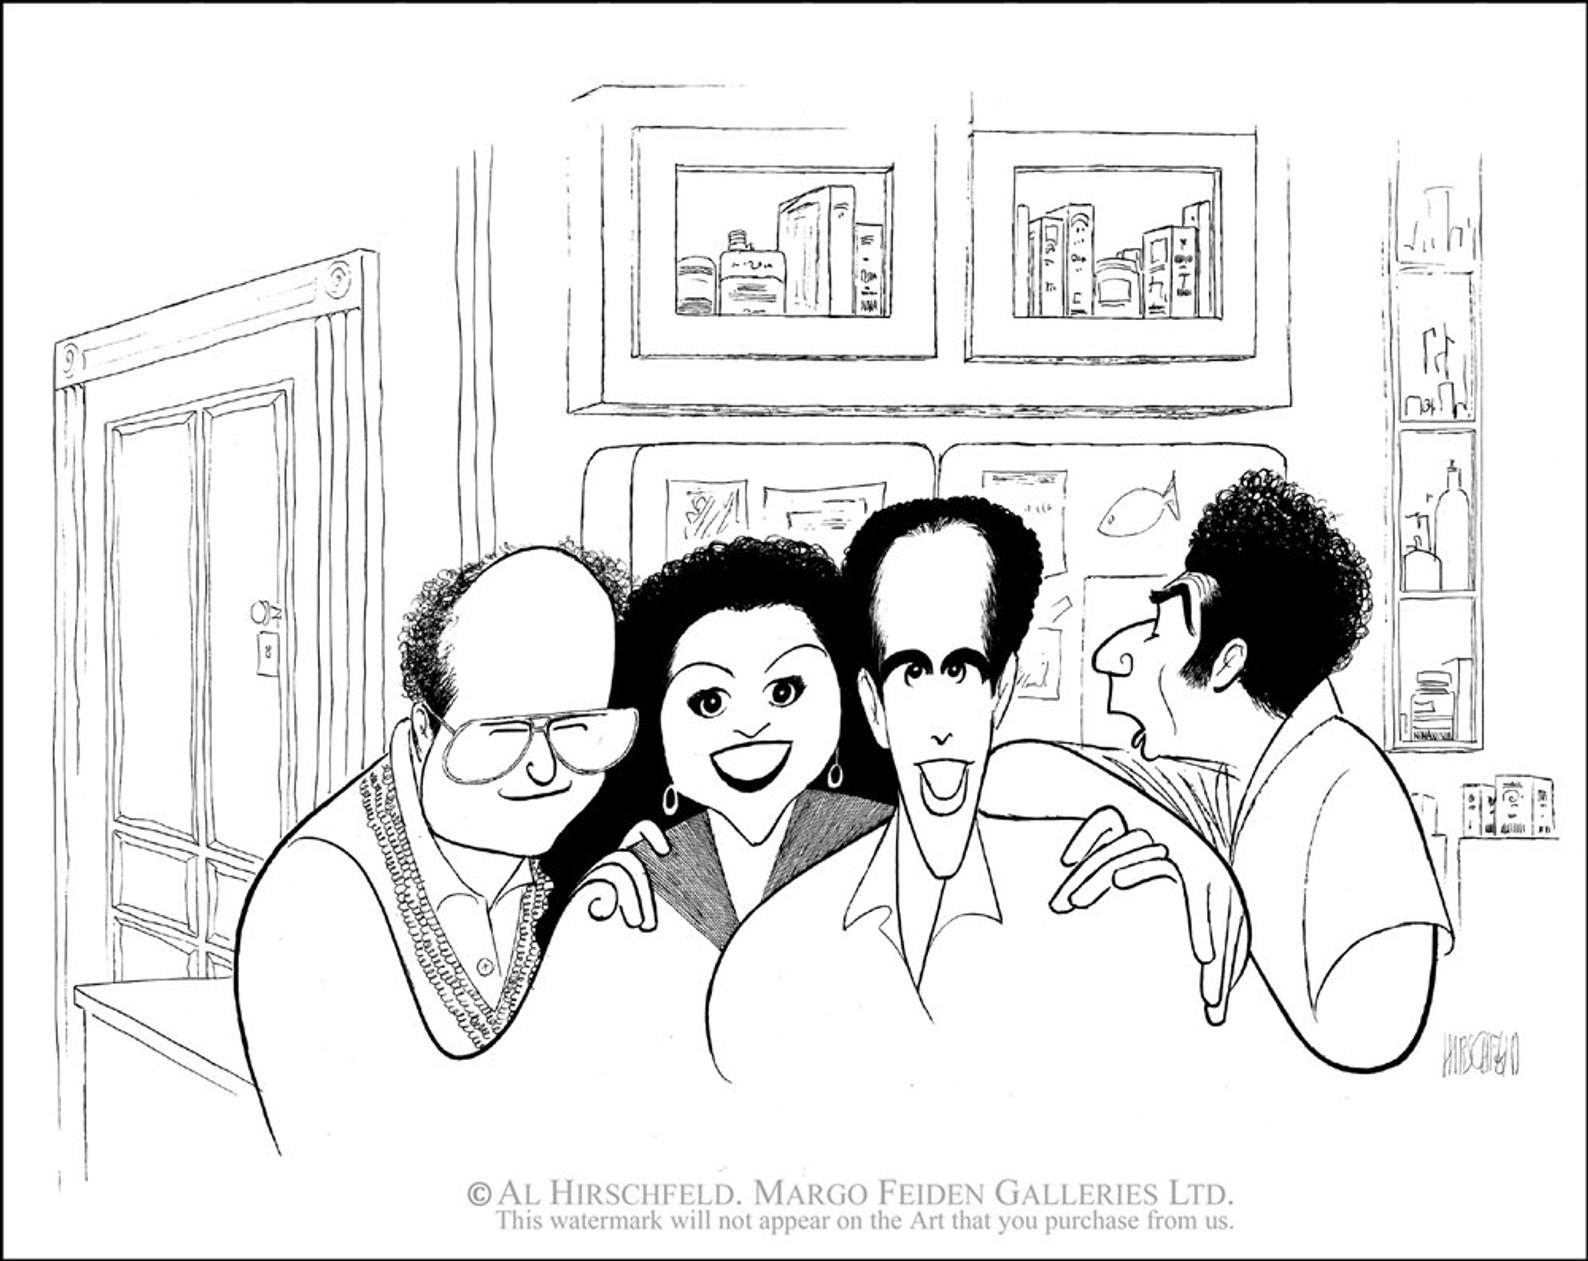 NINA
HIRSCHFELD
© AL HIRSCHFELD. MARGO FEIDEN GALLERIES LTD.
This watermark will not appear on the Art that you purchase from us.